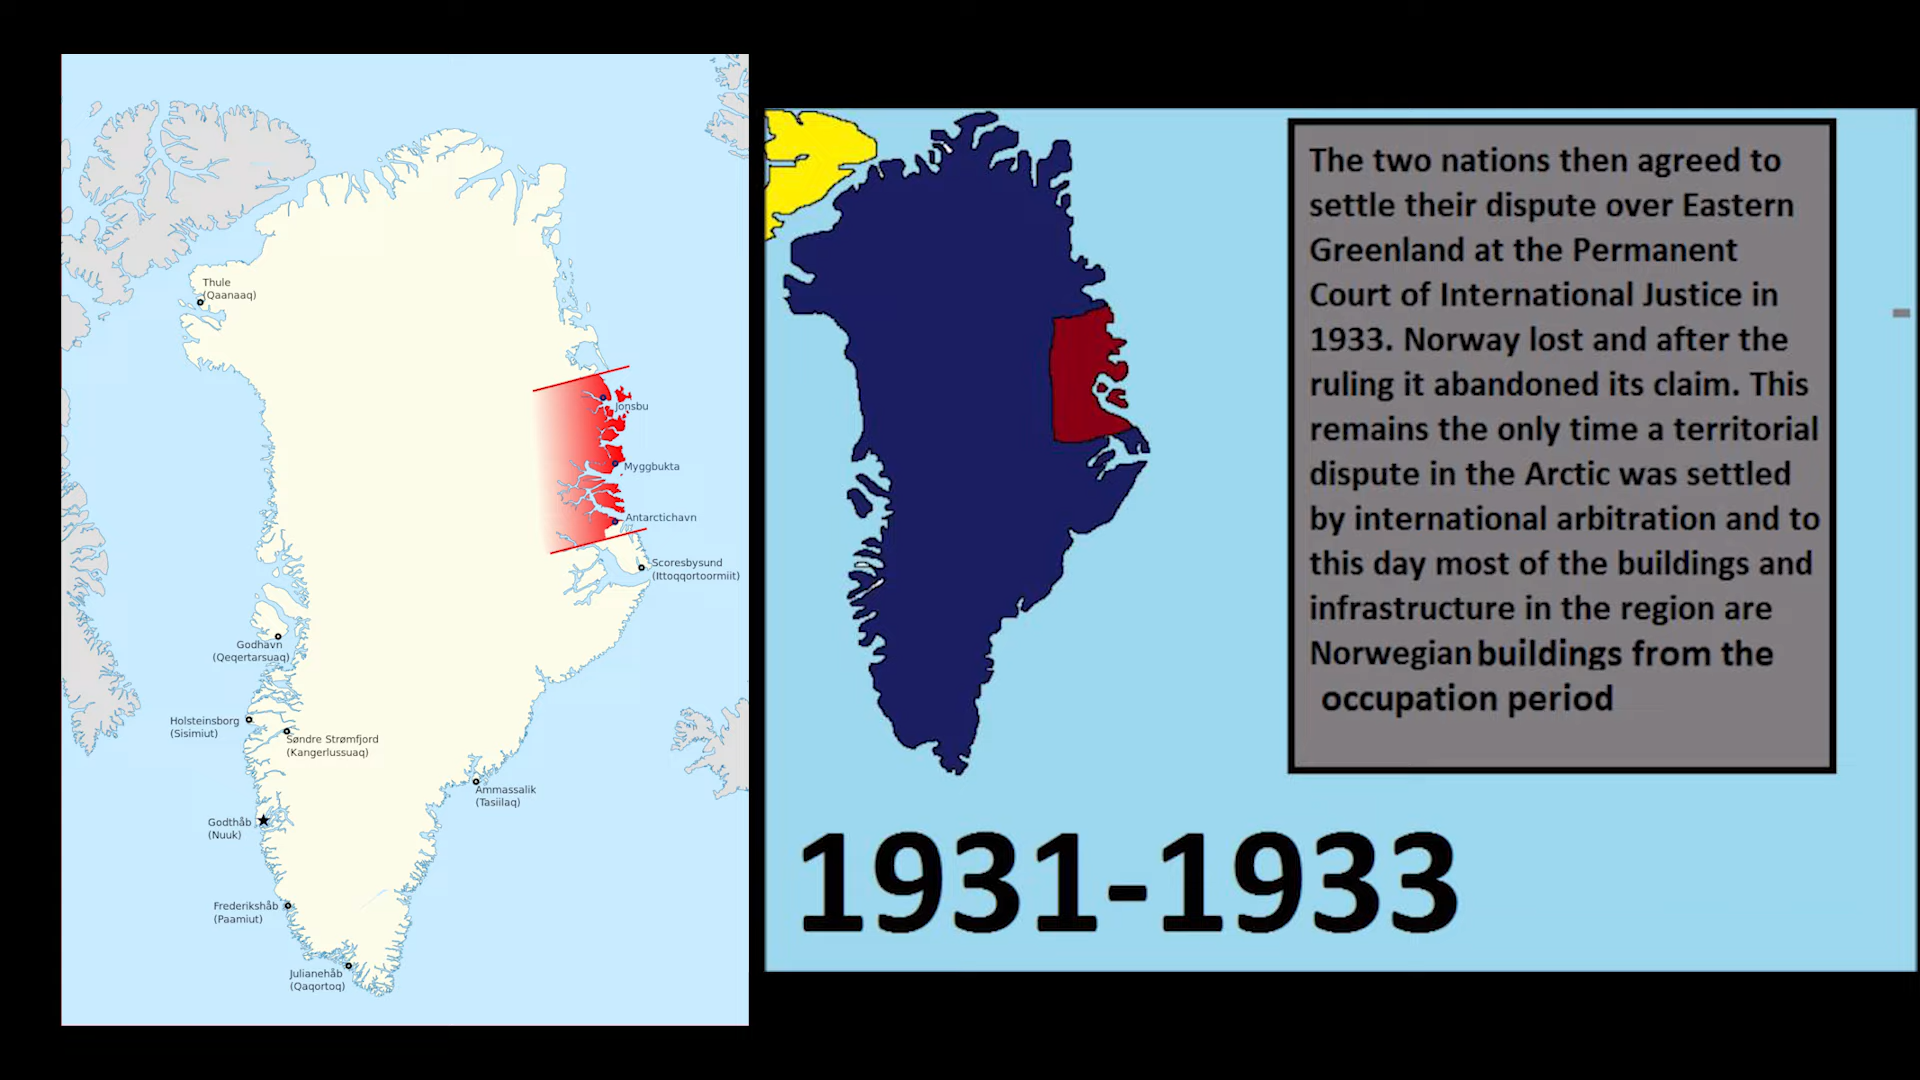 Thule
(Qaanaaq)
Jonsbu
Myggbukta
Antarctichavn
Scoresbysund
(Ittoqqortoormiit)
Godhavn
(Qeqertarsuaq)
Holsteinsborg
(Sisimiut)
Søndre Strømfjord
(Kangerlussuaq)
Ammassalik
(Tasiilaq)
Godthåb
(Nuuk)
Frederikshåb
(Paamiut)
Julianehåb
(Qaqortoq)
The two nations then agreed to
settle their dispute over Eastern
Greenland at the Permanent
Court of International Justice in
1933. Norway lost and after the
ruling it abandoned its claim. This
remains the only time a territorial
dispute in the Arctic was settled
by international arbitration and to
this day most of the buildings and
infrastructure in the region are
Norwegian buildings from the
occupation period
1931-1933